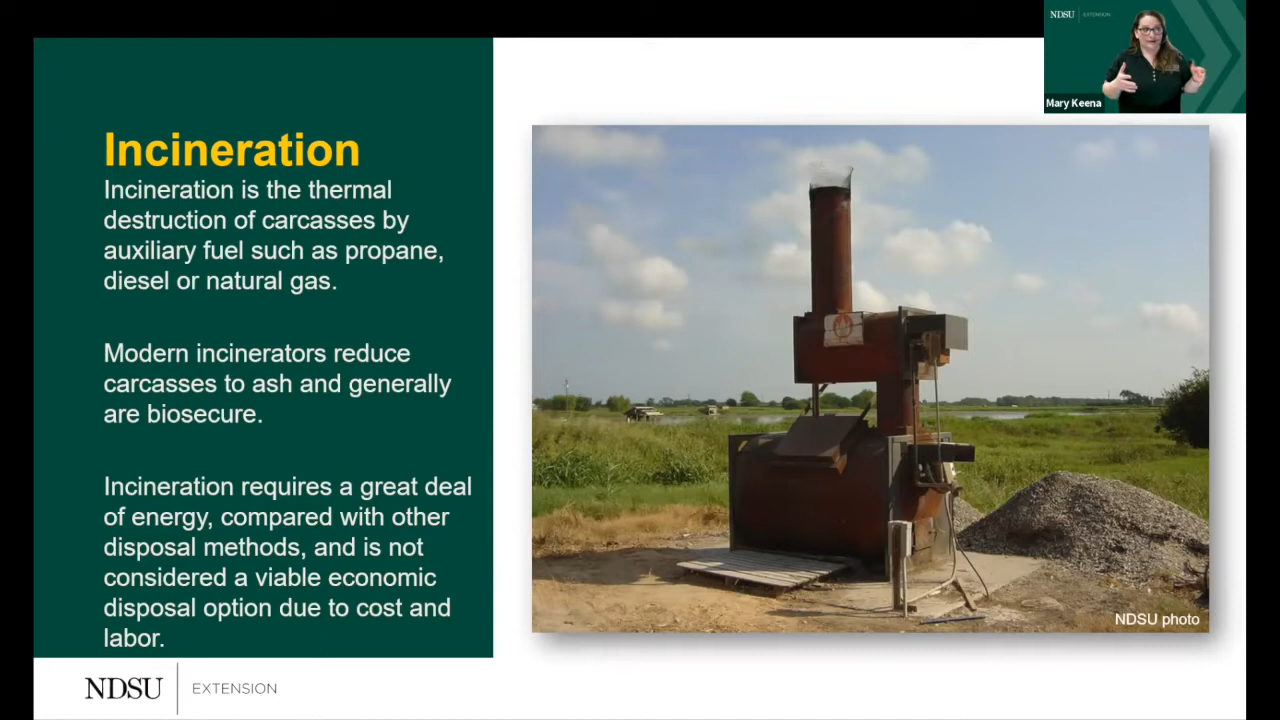 NDSU EXTENSION
Mary Keena
Incineration
Incineration is the thermal
destruction of carcasses by
auxiliary fuel such as propane,
diesel or natural gas.
Modern incinerators reduce
carcasses to ash and generally
are biosecure.
Incineration requires a great deal
of energy, compared with other
disposal methods, and is not
considered a viable economic
disposal option due to cost and
labor.
NDSU photo
NDSU EXTENSION